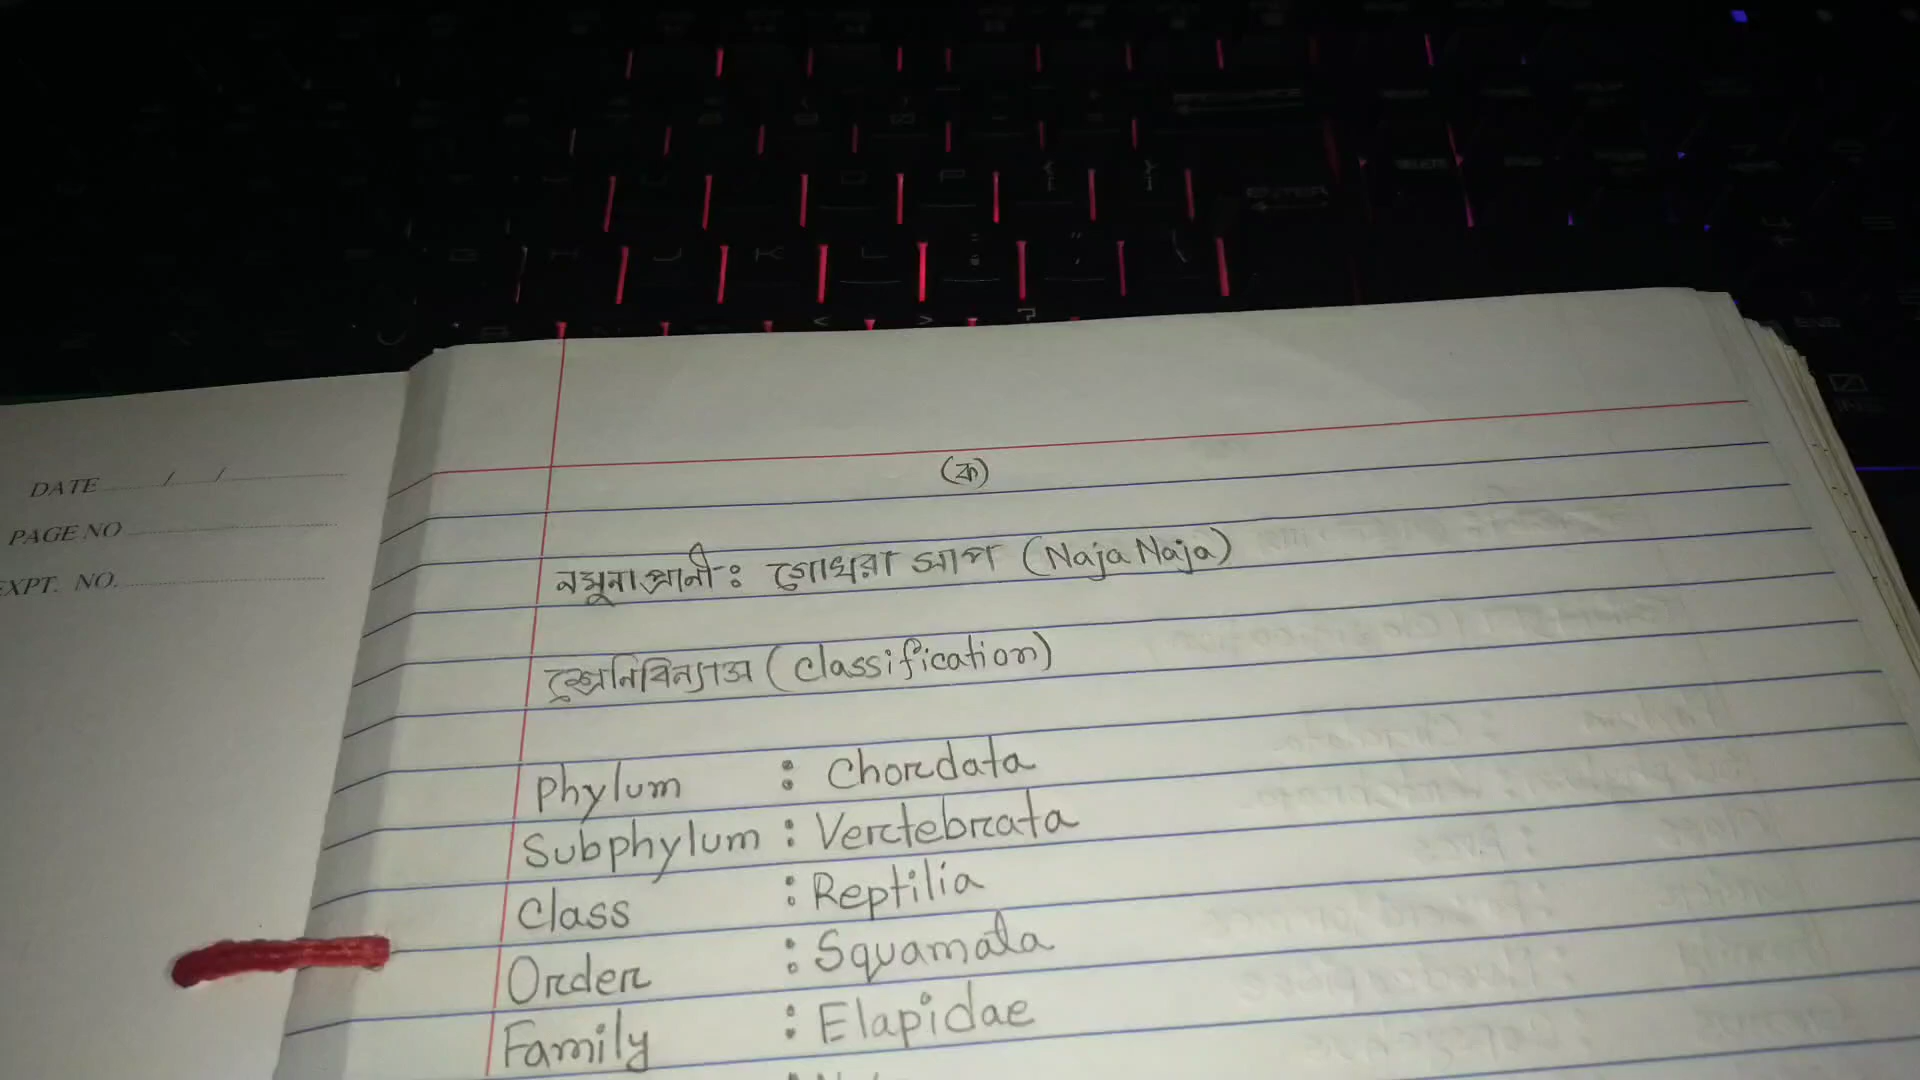 DATE / /
PAGE NO
EXPT. NO.
(ক)
নমুনা প্রানী: গোখরা সাপ (Naja Naja)
শ্রেনিবিন্যাস (Classification)
Phylum : Chordata
Subphylum : Vertebrata
Class : Reptilia
Order : Squamata
Family : Elapidae